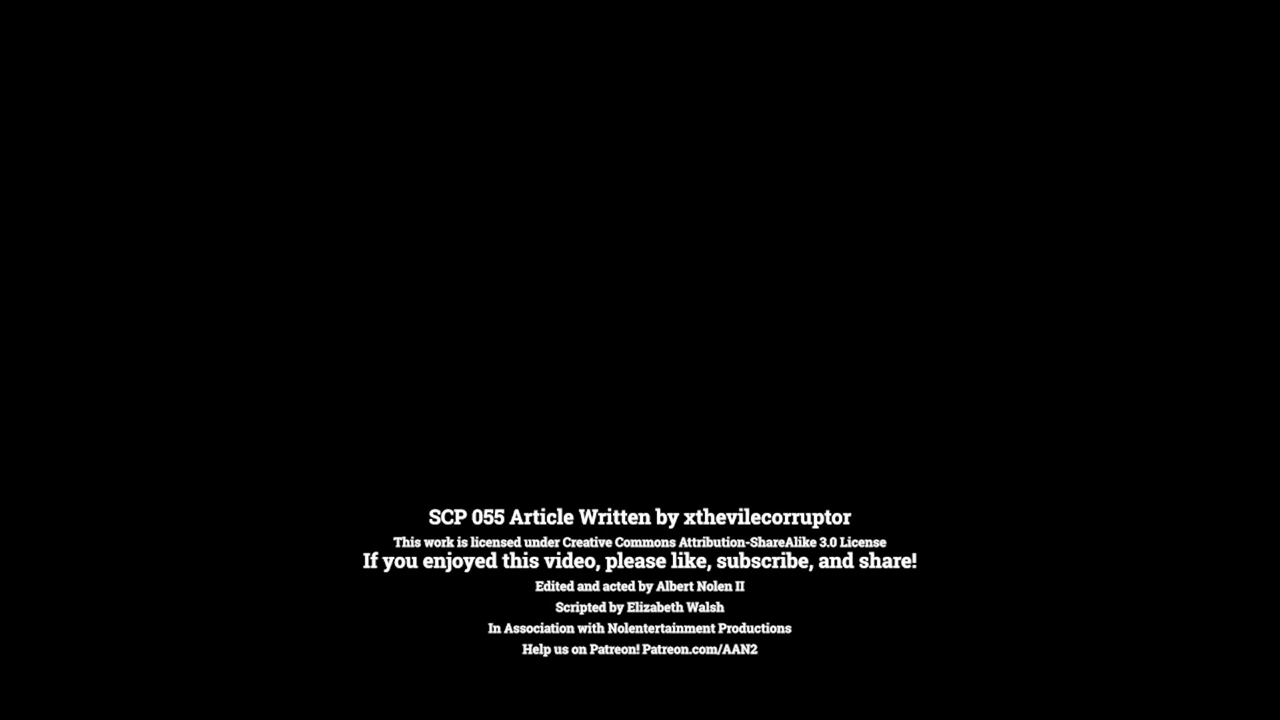 SCP 055 Article Written by xthevilecorruptor
This work is licensed under Creative Commons Attribution-ShareAlike 3.0 License
If you enjoyed this video, please like, subscribe, and share!
Edited and acted by Albert Nolen II
Scripted by Elizabeth Walsh
In Association with Nolentertainment Productions
Help us on Patreon! Patreon.com/AAN2